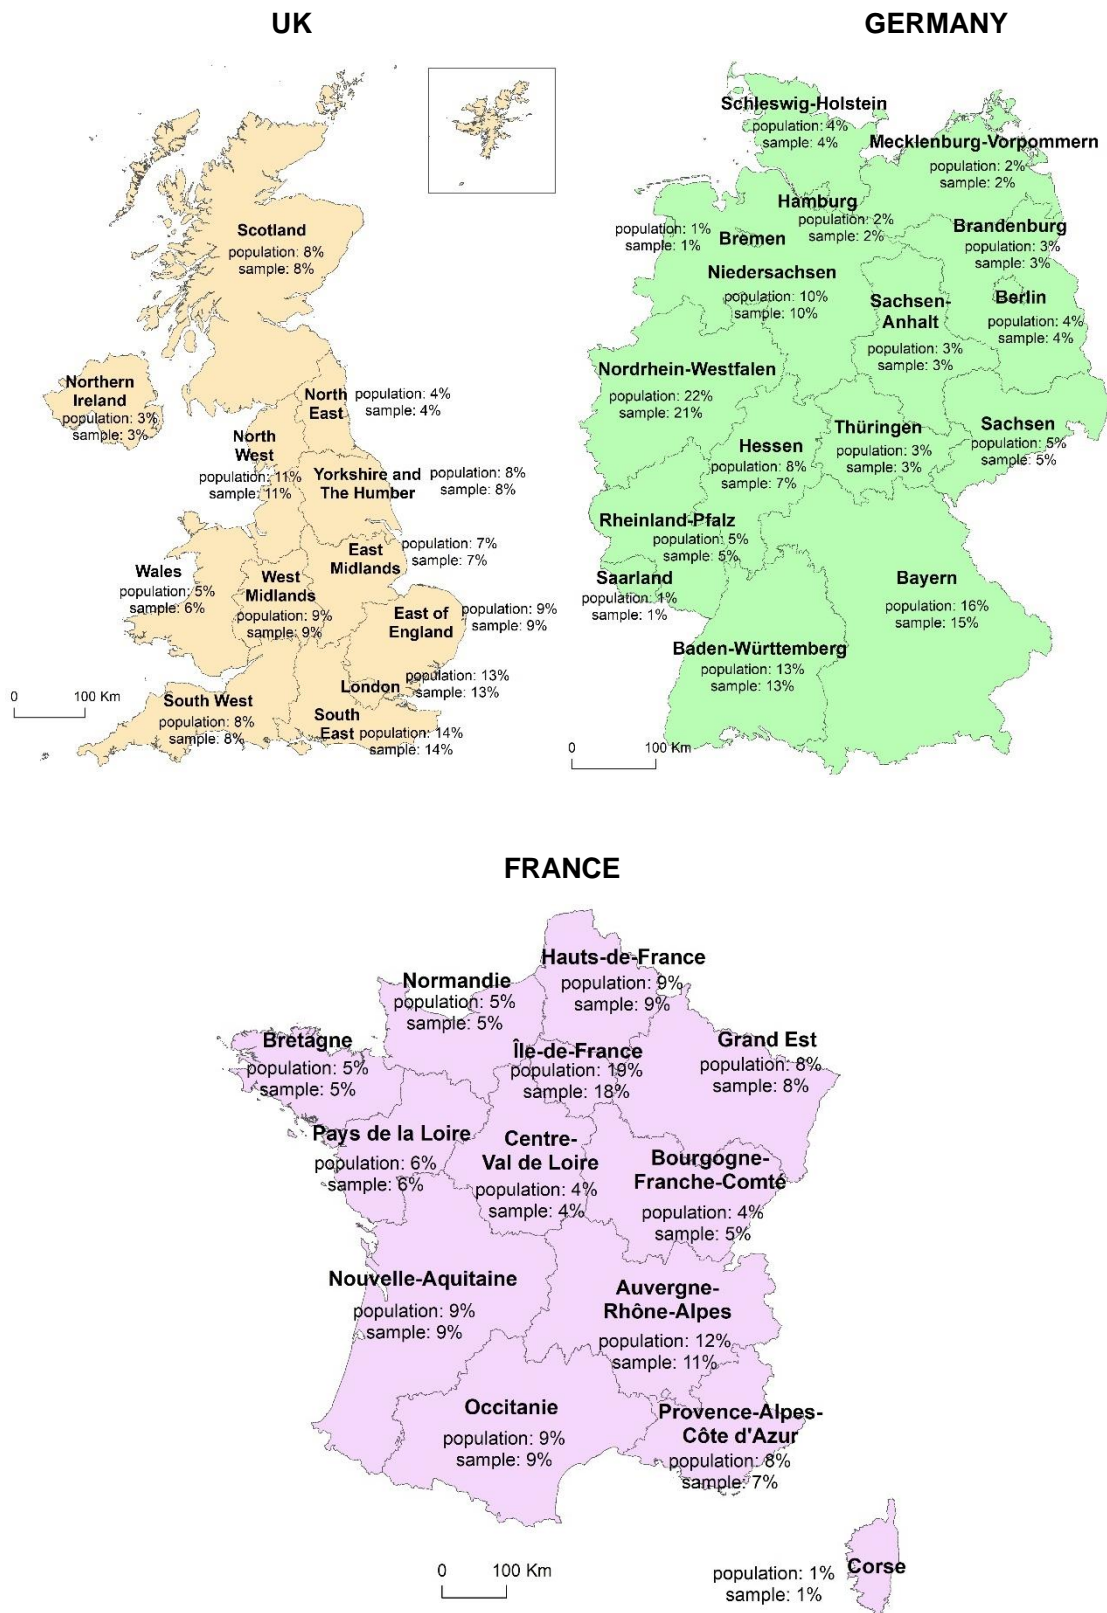 UK
Scotland
population: 8%
sample: 8%
Northern
Ireland
population: 3%
sample: 3%
North
East
population: 4%
sample: 4%
North
West
population: 11%
sample: 11%
Yorkshire and
The Humber
population: 8%
sample: 8%
East
Midlands
population: 7%
sample: 7%
Wales
population: 5%
sample: 6%
West
Midlands
population: 9%
sample: 9%
East of
England
population: 9%
sample: 9%
London
population: 13%
sample: 13%
South West
population: 8%
sample: 8%
South
East
population: 14%
sample: 14%
0 100 Km
GERMANY
Schleswig-Holstein
population: 4%
sample: 4%
Mecklenburg-Vorpommern
population: 2%
sample: 2%
Hamburg
population: 2%
sample: 2%
Bremen
population: 1%
sample: 1%
Brandenburg
population: 3%
sample: 3%
Niedersachsen
population: 10%
sample: 10%
Sachsen-
Anhalt
population: 3%
sample: 3%
Berlin
population: 4%
sample: 4%
Nordrhein-Westfalen
population: 22%
sample: 21%
Hessen
population: 8%
sample: 7%
Thüringen
population: 3%
sample: 3%
Sachsen
population: 5%
sample: 5%
Rheinland-Pfalz
population: 5%
sample: 5%
Saarland
population: 1%
sample: 1%
Bayern
population: 16%
sample: 15%
Baden-Württemberg
population: 13%
sample: 13%
0 100 Km
FRANCE
Hauts-de-France
population: 9%
sample: 9%
Normandie
population: 5%
sample: 5%
Bretagne
population: 5%
sample: 5%
Île-de-France
population: 19%
sample: 18%
Grand Est
population: 8%
sample: 8%
Pays de la Loire
population: 6%
sample: 6%
Centre-
Val de Loire
population: 4%
sample: 4%
Bourgogne-
Franche-Comté
population: 4%
sample: 5%
Nouvelle-Aquitaine
population: 9%
sample: 9%
Auvergne-
Rhône-Alpes
population: 12%
sample: 11%
Occitanie
population: 9%
sample: 9%
Provence-Alpes-
Côte d'Azur
population: 8%
sample: 7%
Corse
population: 1%
sample: 1%
0 100 Km